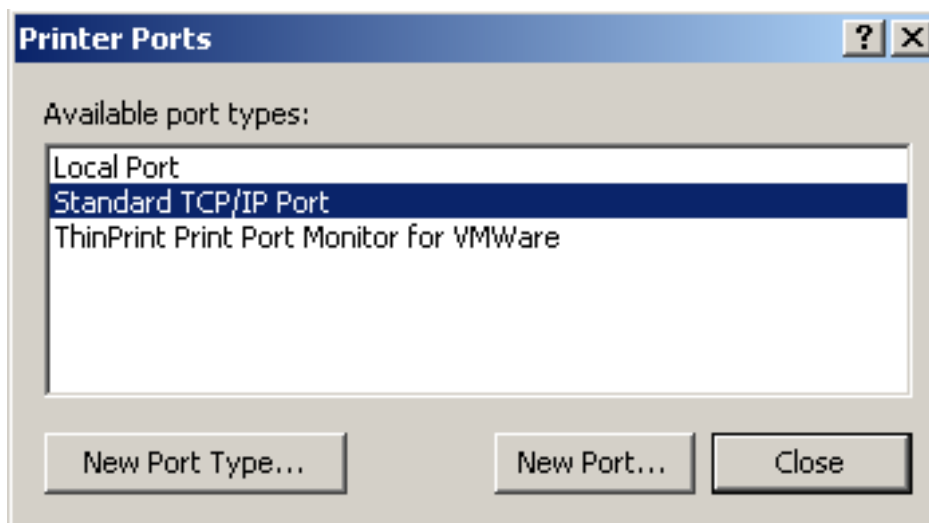 Printer Ports
Available port types:
Local Port
Standard TCP/IP Port
ThinPrint Print Port Monitor for VMWare
New Port Type... New Port... Close